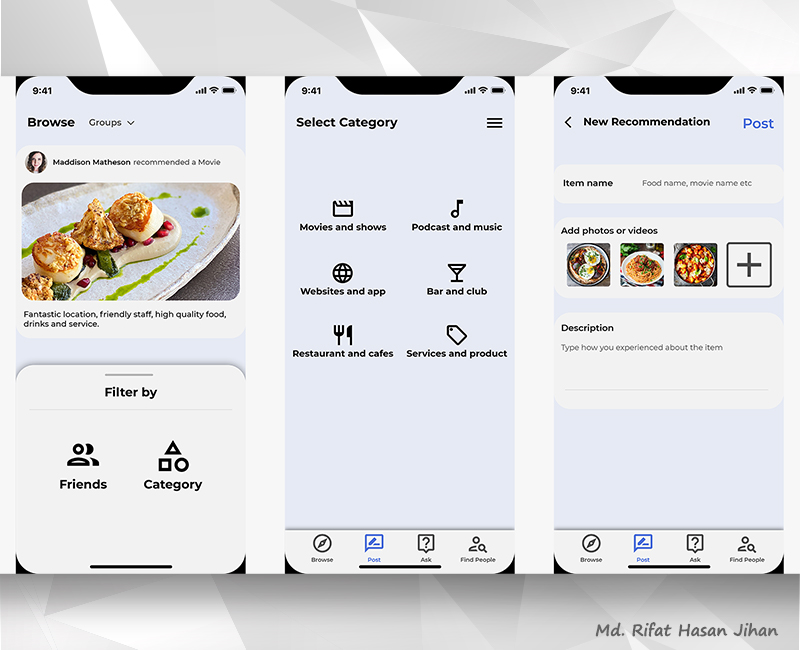 9:41
Browse Groups
Maddison Matheson recommended a Movie
Fantastic location, friendly staff, high quality food,
drinks and service.
Filter by
Friends Category
9:41
Select Category
Movies and shows Podcast and music
Websites and app Bar and club
Restaurant and cafes Services and product
Browse Post Ask Find People
9:41
New Recommendation Post
Item name Food name, movie name etc
Add photos or videos
Description
Type how you experienced about the item
Browse Post Ask Find People
Md. Rifat Hasan Jihan